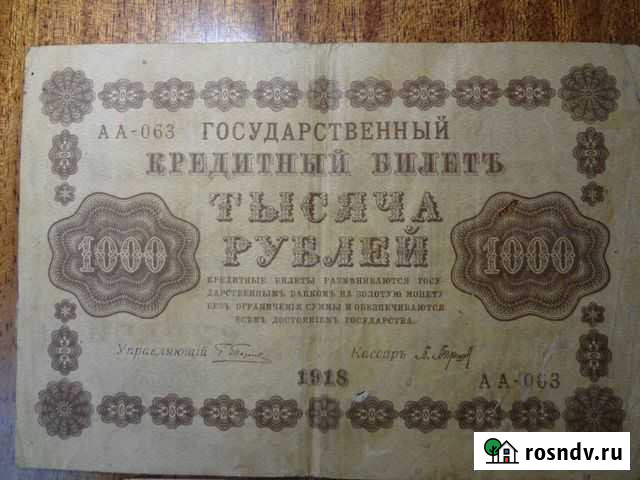 АА-063 ГОСУДАРСТВЕННЫЙ
КРЕДИТНЫЙ БИЛЕТЪ
ТЫСЯЧА
РУБЛЕЙ
1000 1000
КРЕДИТНЫЕ БИЛЕТЫ РАЗМѢНИВАЮТСЯ ГОСУ-
ДАРСТВЕННЫМЪ БАНКОМЪ НА ЗОЛОТУЮ МОНЕТУ
БЕЗЪ ОГРАНИЧЕНІЯ СУММЫ И ОБЕЗПЕЧИВАЮТСЯ
ВСѢМЪ ДОСТОЯНІЕМЪ ГОСУДАРСТВА.
Управляющій Кассиръ
1918
АА-063
rosndv.ru